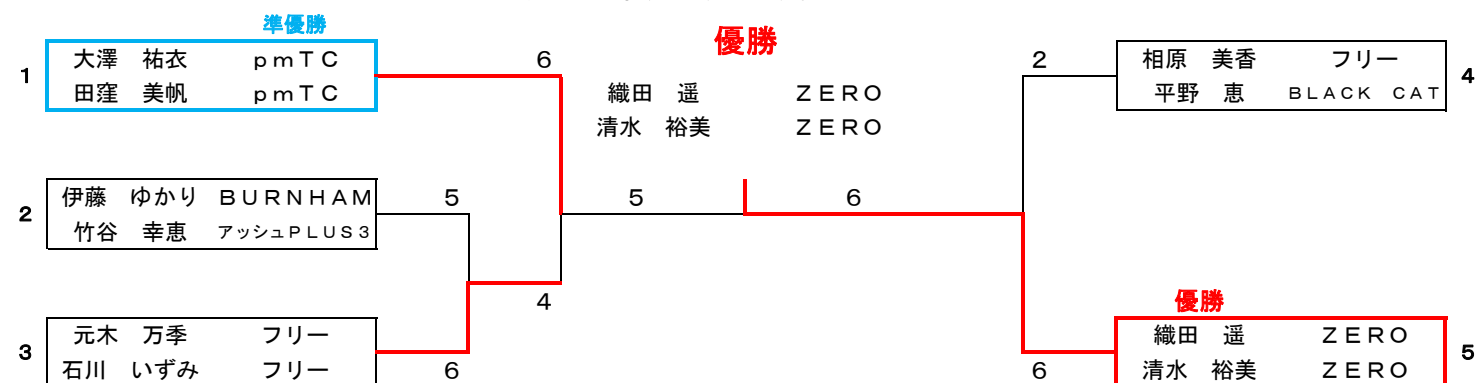 準優勝
1
大澤 祐衣 pmTC
田窪 美帆 pmTC
6
優勝
織田 遥 ZERO
清水 裕美 ZERO
2
相原 美香 フリー
平野 恵 BLACK CAT
4
2
伊藤 ゆかり BURNHAM
竹谷 幸恵 アッシュPLUS3
5
5
6
4
3
元木 万季 フリー
石川 いずみ フリー
6
優勝
6
織田 遥 ZERO
清水 裕美 ZERO
5